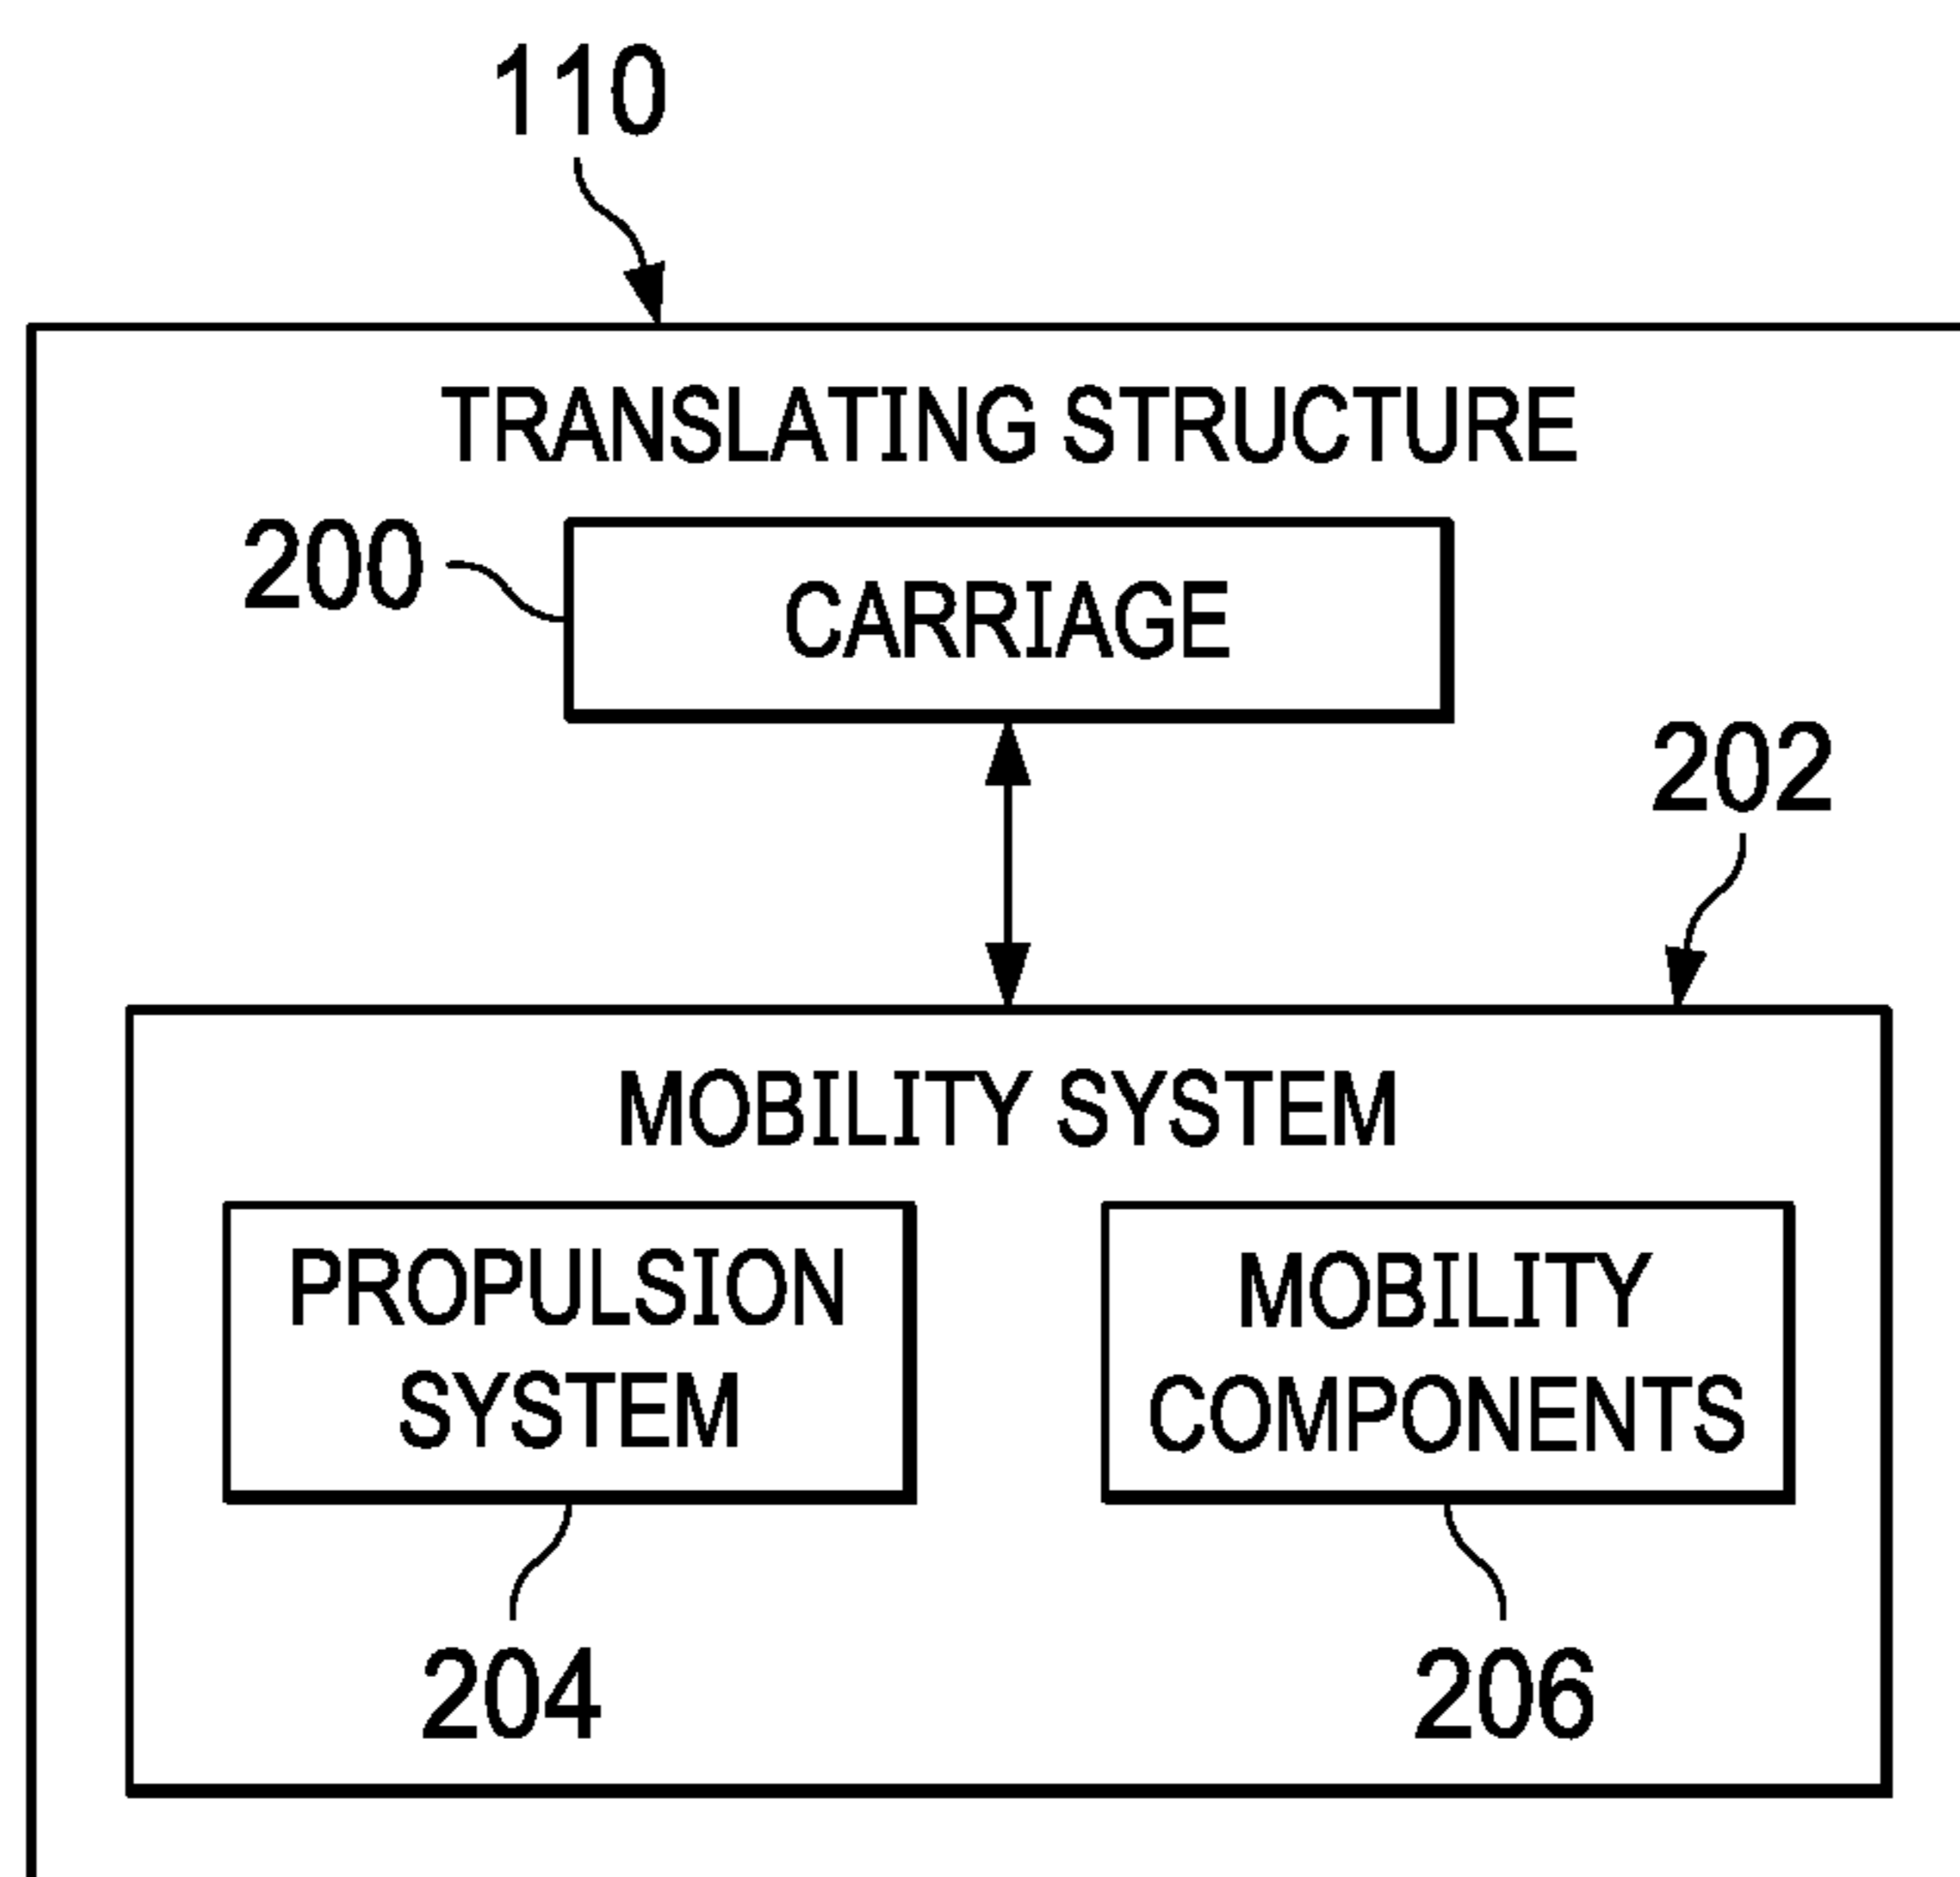 110
TRANSLATING STRUCTURE
200
CARRIAGE
202
MOBILITY SYSTEM
PROPULSION
SYSTEM
MOBILITY
COMPONENTS
204
206